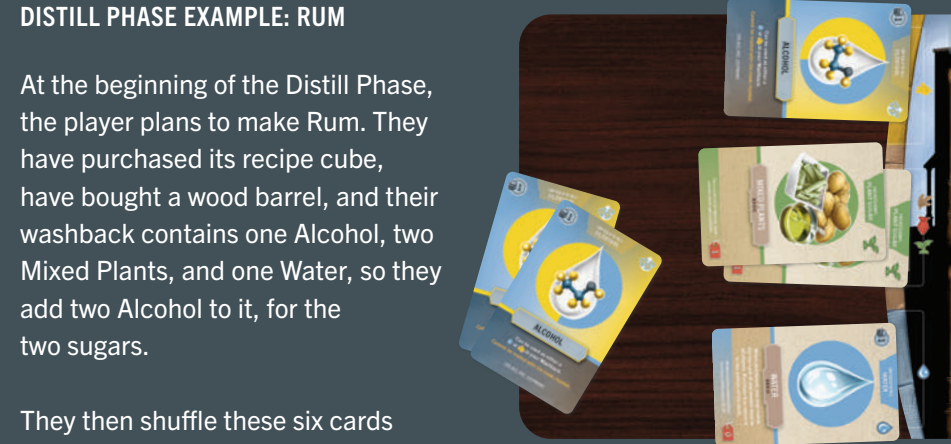 DISTILL PHASE EXAMPLE: RUM
At the beginning of the Distill Phase,
the player plans to make Rum. They
have purchased its recipe cube,
have bought a wood barrel, and their
washback contains one Alcohol, two
Mixed Plants, and one Water, so they
add two Alcohol to it, for the
two sugars.
They then shuffle these six cards
ALCOHOL
MIXED PLANTS
ALCOHOL
WATER